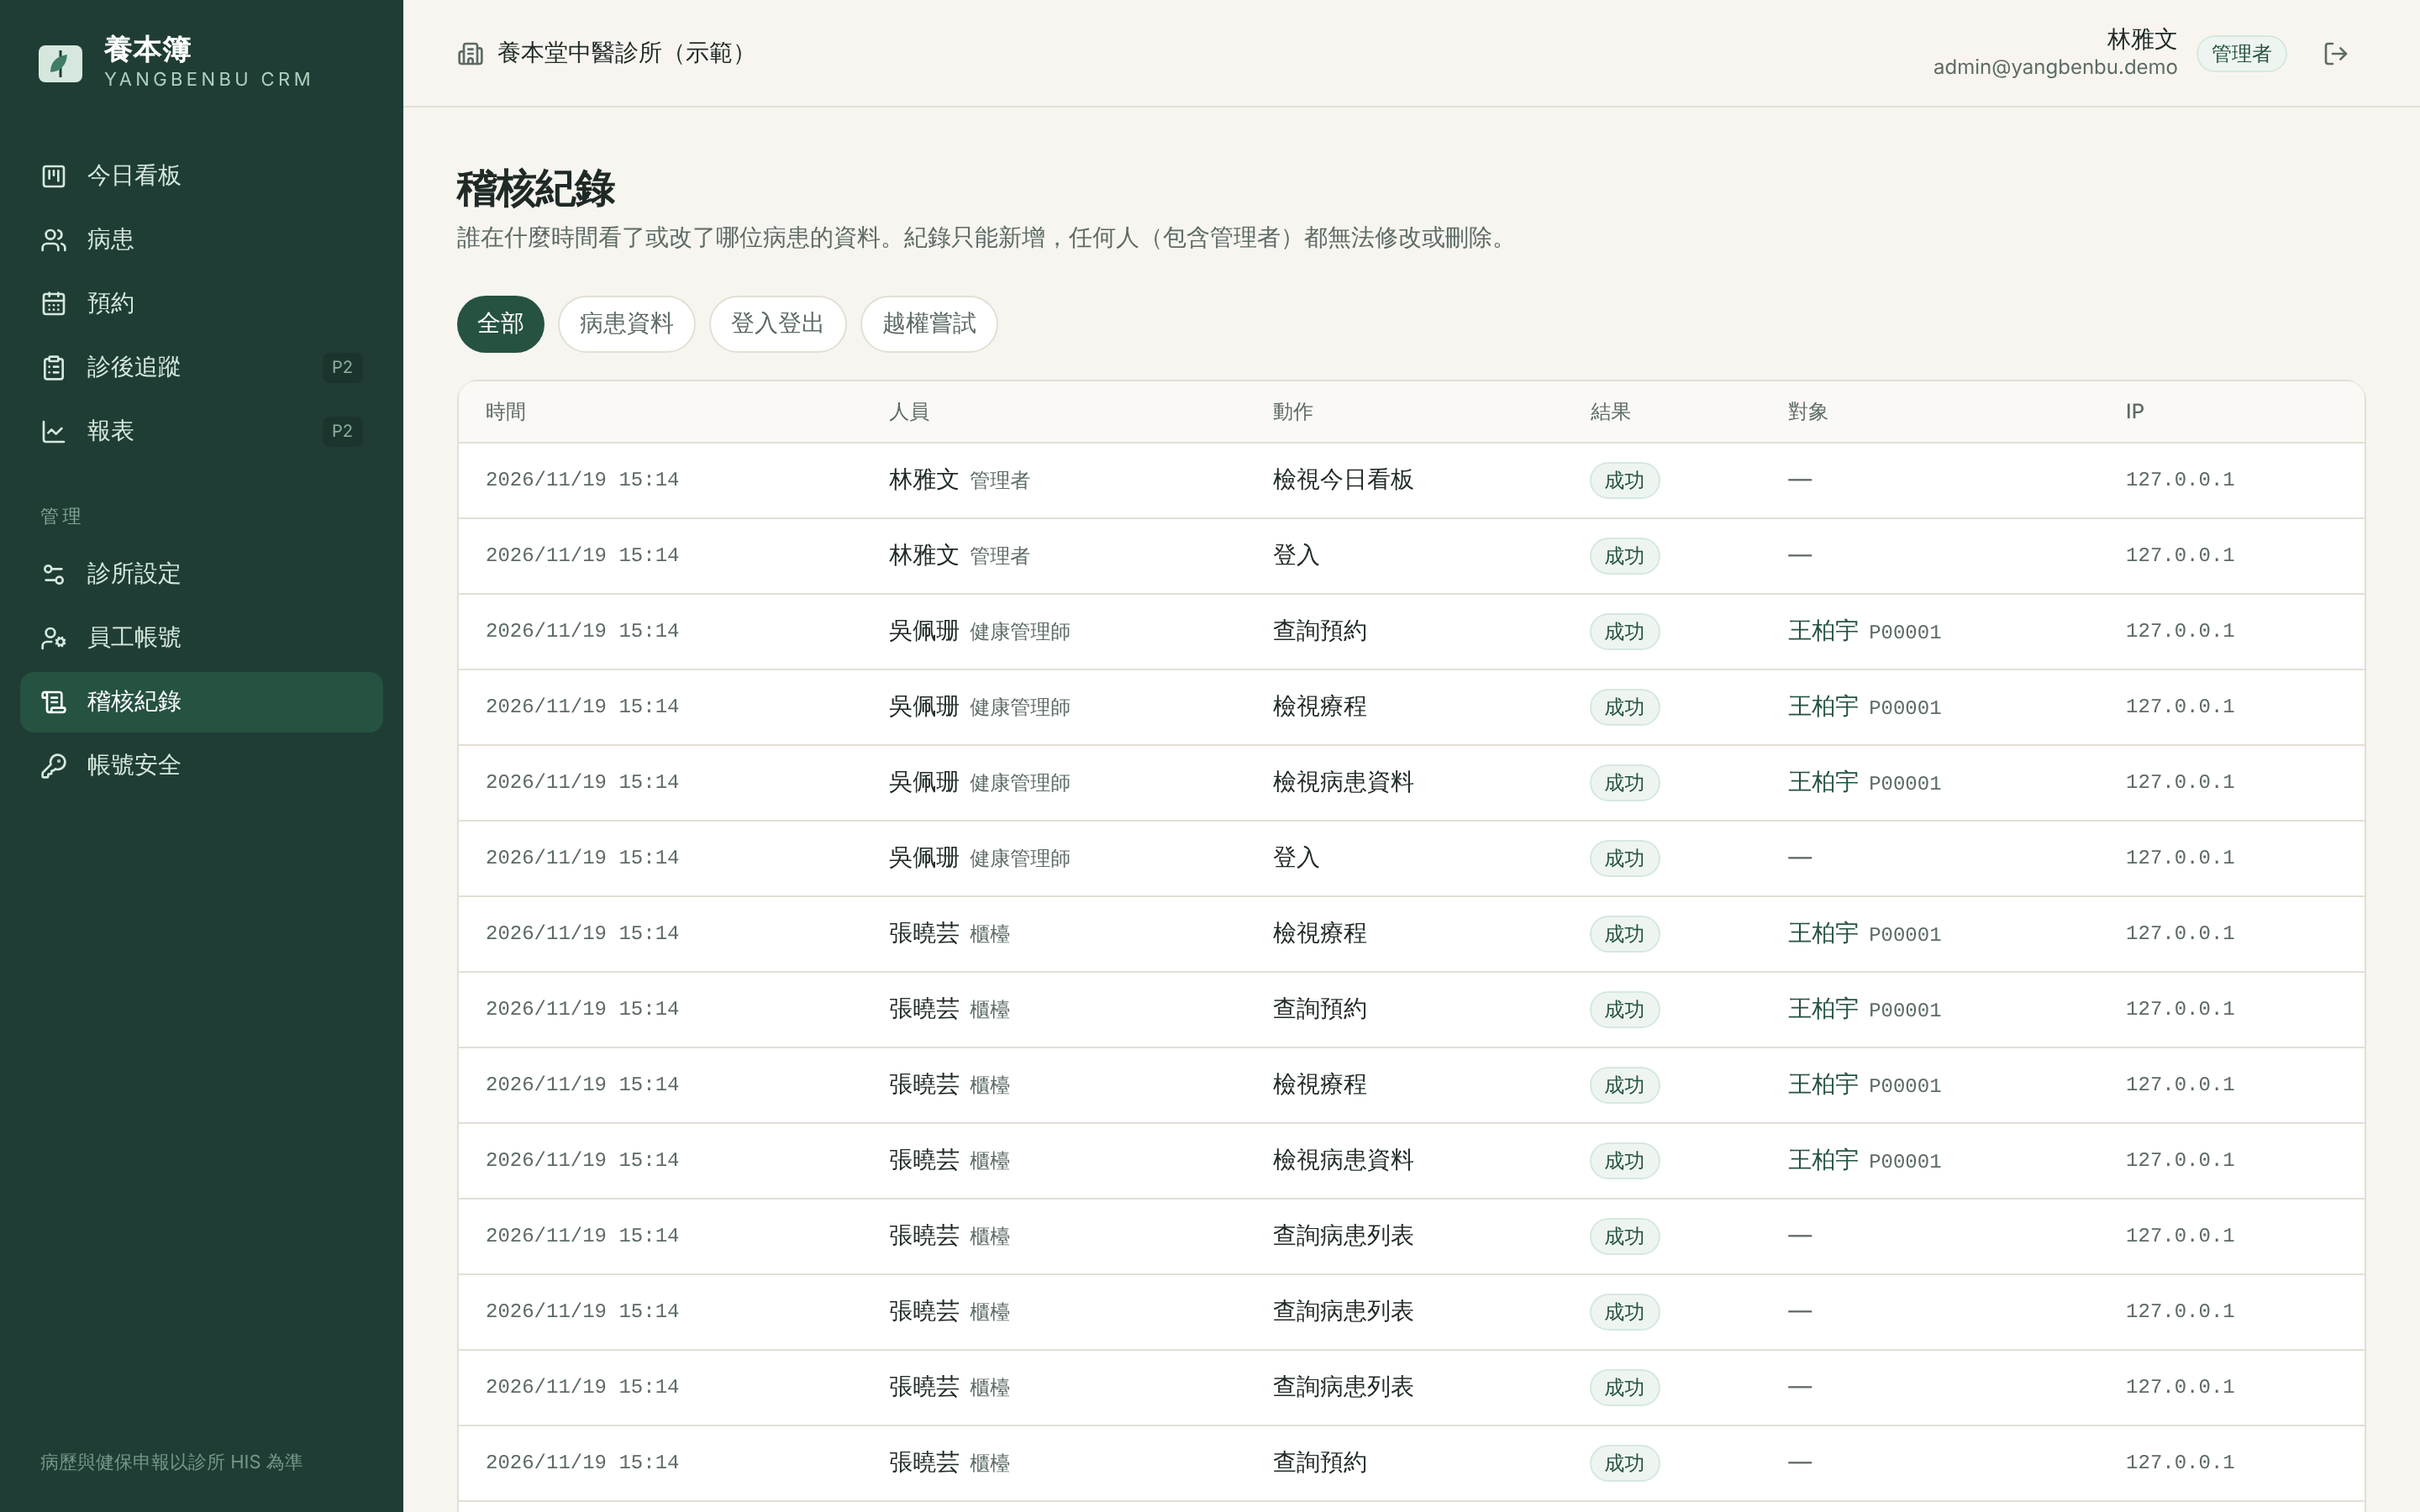 養本簿
YANGBENBU CRM
今日看板
病患
預約
診後追蹤 P2
報表 P2
管理
診所設定
員工帳號
稽核紀錄
帳號安全
病歷與健保申報以診所 HIS 為準
養本堂中醫診所（示範）
林雅文
admin@yangbenbu.demo
管理者
稽核紀錄
誰在什麼時間看了或改了哪位病患的資料。紀錄只能新增，任何人（包含管理者）都無法修改或刪除。
全部 病患資料 登入登出 越權嘗試
時間 人員 動作 結果 對象 IP
2026/11/19 15:14 林雅文 管理者 檢視今日看板 成功 — 127.0.0.1
2026/11/19 15:14 林雅文 管理者 登入 成功 — 127.0.0.1
2026/11/19 15:14 吳佩珊 健康管理師 查詢預約 成功 王柏宇 P00001 127.0.0.1
2026/11/19 15:14 吳佩珊 健康管理師 檢視療程 成功 王柏宇 P00001 127.0.0.1
2026/11/19 15:14 吳佩珊 健康管理師 檢視病患資料 成功 王柏宇 P00001 127.0.0.1
2026/11/19 15:14 吳佩珊 健康管理師 登入 成功 — 127.0.0.1
2026/11/19 15:14 張曉芸 櫃檯 檢視療程 成功 王柏宇 P00001 127.0.0.1
2026/11/19 15:14 張曉芸 櫃檯 查詢預約 成功 王柏宇 P00001 127.0.0.1
2026/11/19 15:14 張曉芸 櫃檯 檢視療程 成功 王柏宇 P00001 127.0.0.1
2026/11/19 15:14 張曉芸 櫃檯 檢視病患資料 成功 王柏宇 P00001 127.0.0.1
2026/11/19 15:14 張曉芸 櫃檯 查詢病患列表 成功 — 127.0.0.1
2026/11/19 15:14 張曉芸 櫃檯 查詢病患列表 成功 — 127.0.0.1
2026/11/19 15:14 張曉芸 櫃檯 查詢病患列表 成功 — 127.0.0.1
2026/11/19 15:14 張曉芸 櫃檯 查詢預約 成功 — 127.0.0.1